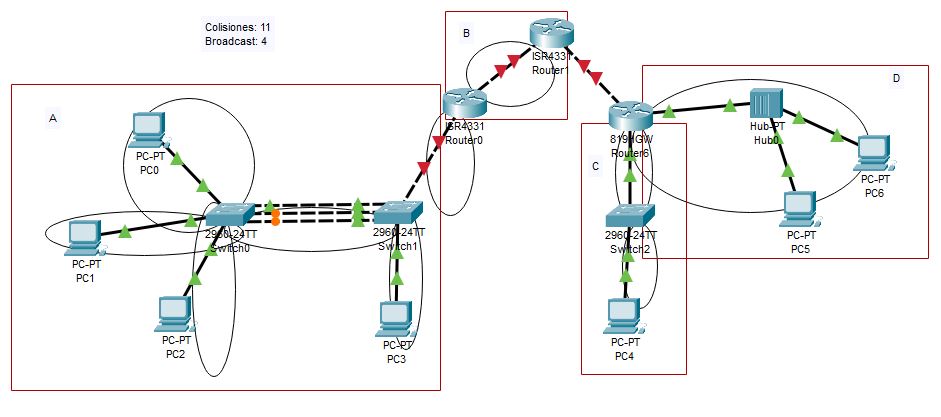 Colisiones: 11
Broadcast: 4
B
ISR4331
Router1
D
A
ISR4331
Router0
819HGW
Router6
Hub-PT
Hub0
PC-PT
PC0
PC-PT
PC6
C
2960-24TT
Switch0
2960-24TT
Switch1
2960-24TT
Switch2
PC-PT
PC5
PC-PT
PC1
PC-PT
PC2
PC-PT
PC3
PC-PT
PC4